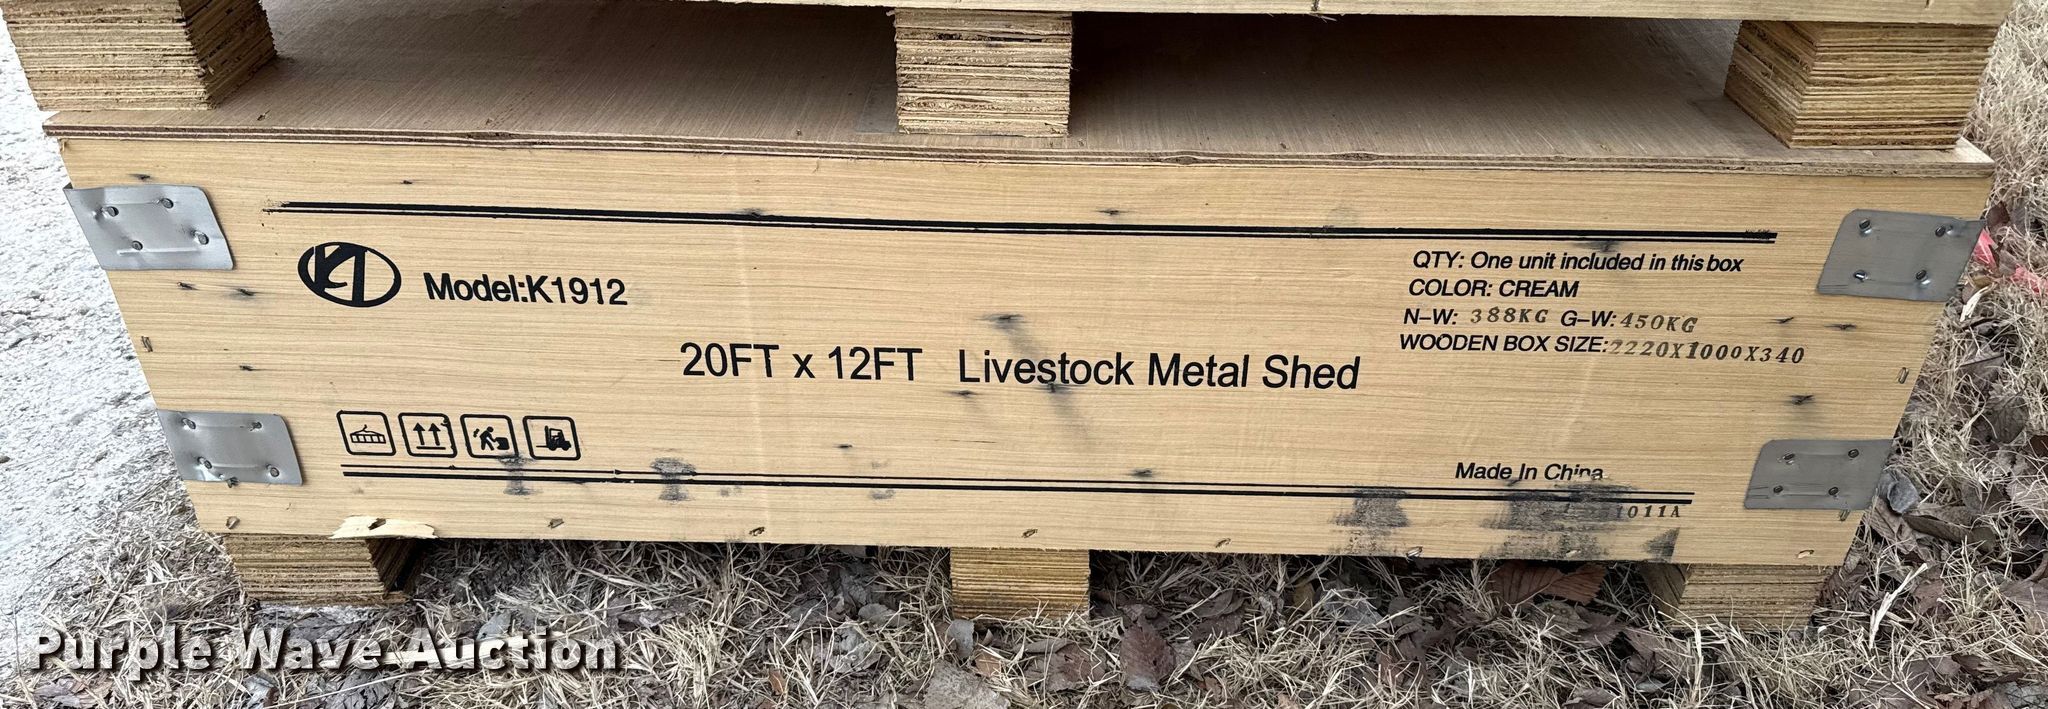 Model:K1912
20FT x 12FT Livestock Metal Shed
QTY: One unit included in this box
COLOR: CREAM
N-W: 388KG G-W: 450KG
WOODEN BOX SIZE: 2220X1000X340
Made In China
Purple Wave Auction